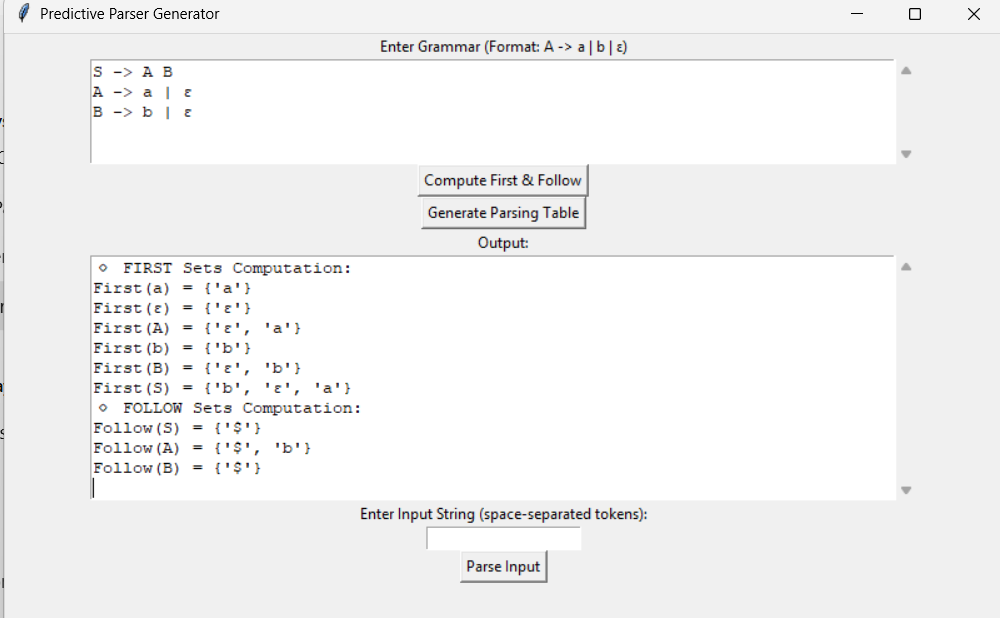 Predictive Parser Generator
Enter Grammar (Format: A -> a | b | ε)
S -> A B
A -> a | ε
B -> b | ε
Compute First & Follow
Generate Parsing Table
Output:
⋄ FIRST Sets Computation:
First(a) = {'a'}
First(ε) = {'ε'}
First(A) = {'ε', 'a'}
First(b) = {'b'}
First(B) = {'ε', 'b'}
First(S) = {'b', 'ε', 'a'}
⋄ FOLLOW Sets Computation:
Follow(S) = {'$'}
Follow(A) = {'$', 'b'}
Follow(B) = {'$'}
Enter Input String (space-separated tokens):
Parse Input